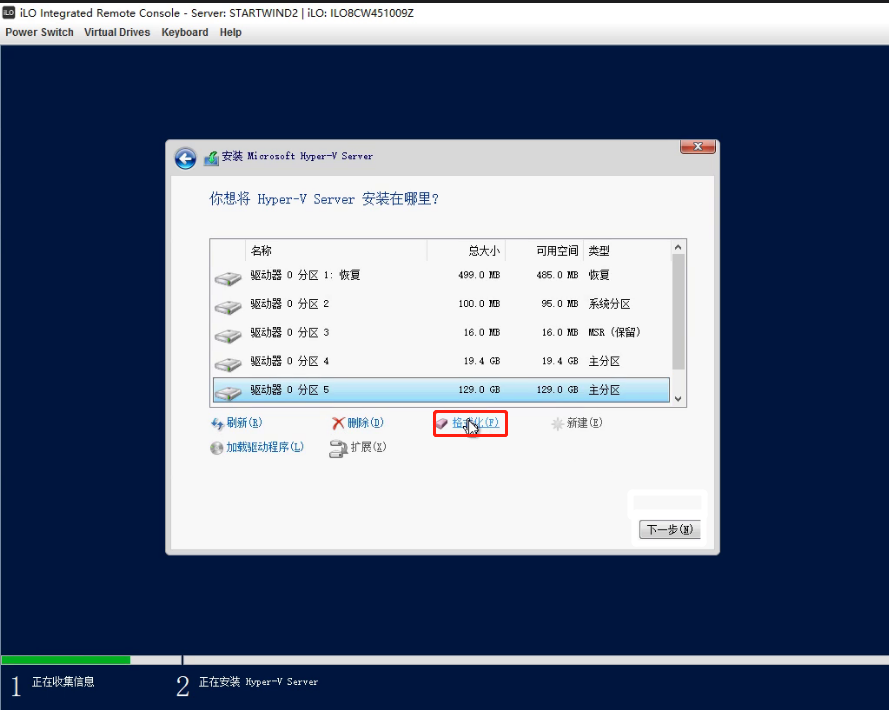 iLO iLO Integrated Remote Console - Server: STARTWIND2 | iLO: ILO8CW451009Z
Power Switch Virtual Drives Keyboard Help
安装 Microsoft Hyper-V Server
你想将 Hyper-V Server 安装在哪里?
名称 总大小 可用空间 类型
驱动器 0 分区 1: 恢复 499.0 MB 485.0 MB 恢复
驱动器 0 分区 2 100.0 MB 95.0 MB 系统分区
驱动器 0 分区 3 16.0 MB 16.0 MB MSR (保留)
驱动器 0 分区 4 19.4 GB 19.4 GB 主分区
驱动器 0 分区 5 129.0 GB 129.0 GB 主分区
刷新(R) 删除(D) 格式化(F) 新建(E)
加载驱动程序(L) 扩展(X)
下一步(N)
1 正在收集信息 2 正在安装 Hyper-V Server